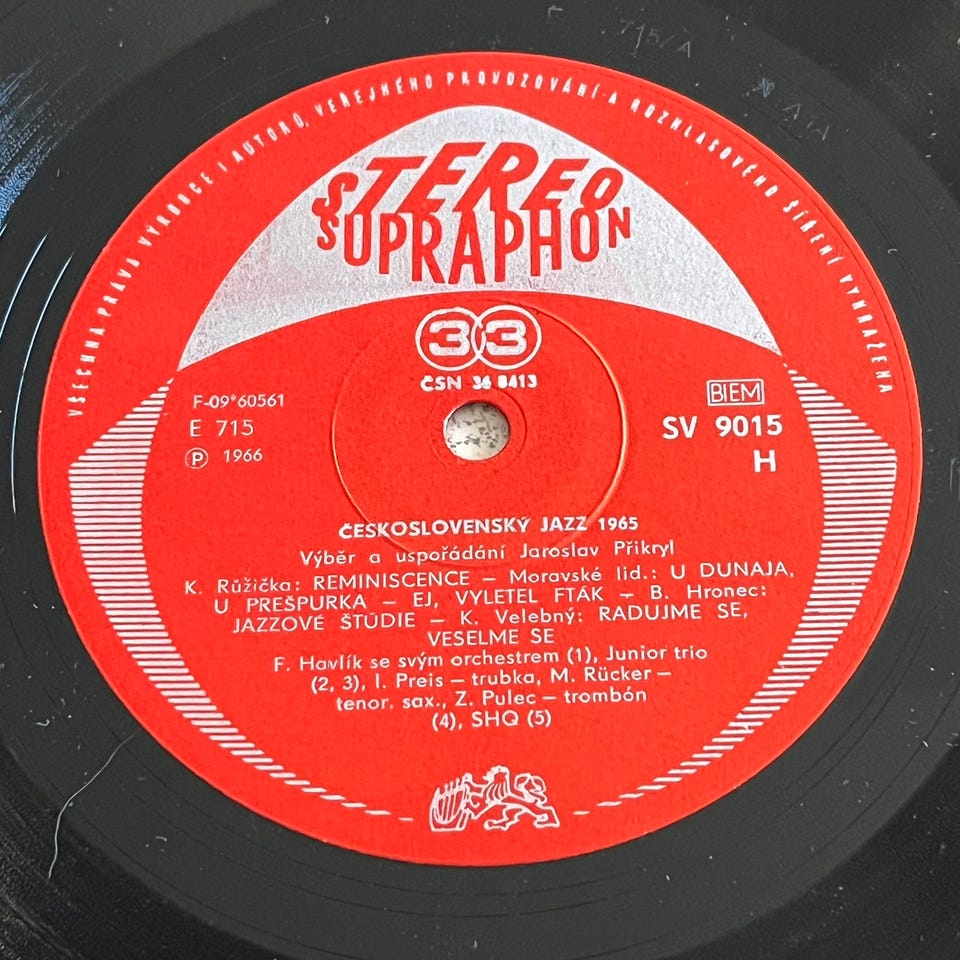 715/A
VŠECHNA PRÁVA VÝROBCE I AUTORŮ, VEŘEJNÉHO PROVOZOVÁNÍ A ROZHLASOVÉHO ŠÍŘENÍ VYHRAŽENA
STEREO
SUPRAPHON
33
ČSN 36 8413
F-09*60561
E 715
Ⓟ 1966
BIEM
SV 9015
H
ČESKOSLOVENSKÝ JAZZ 1965
Výběr a uspořádání Jaroslav Přikryl
K. Růžička: REMINISCENCE – Moravské lid.: U DUNAJA,
U PREŠPURKA – EJ, VYLETEL FTÁK – B. Hronec:
JAZZOVÉ ŠTÚDIE – K. Velebný: RADUJME SE,
VESELME SE
F. Havlík se svým orchestrem (1), Junior trio
(2, 3), I. Preis – trubka, M. Rücker –
tenor. sax., Z. Pulec – trombón
(4), SHQ (5)